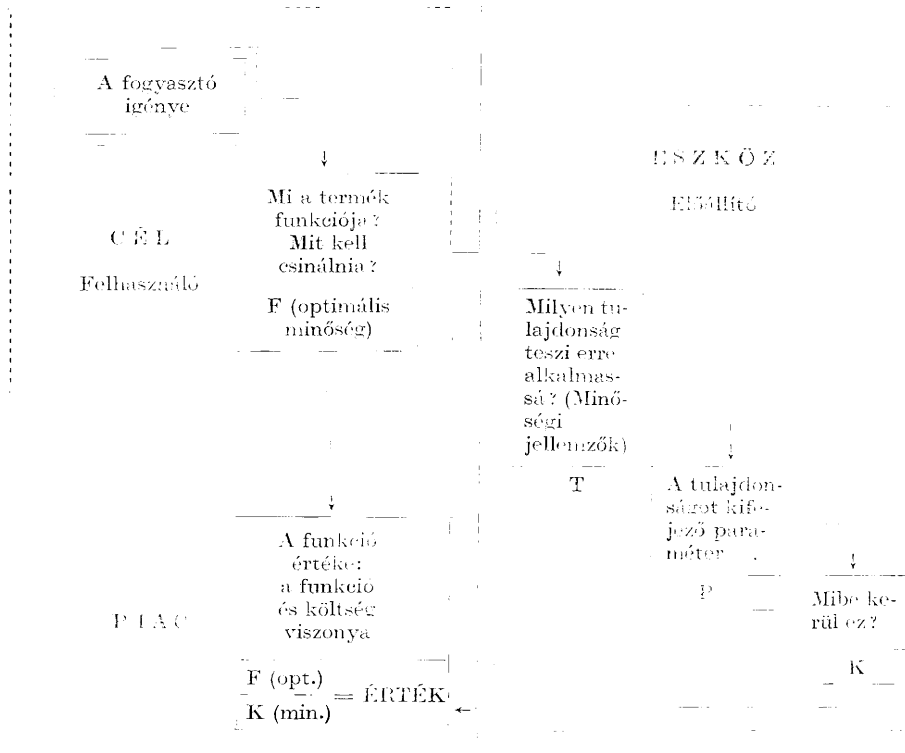 A fogyasztó
igénye
CÉL
Felhasználó
Mi a termék
funkciója?
Mit kell
csinálnia?
F (optimális
minőség)
ESZKÖZ
Előállító
Milyen tu-
lajdonság
teszi erre
alkalmas-
sá? (Minő-
ségi
jellemzők)
T
A tulajdon-
ságot kife-
jező para-
méter
P
Mibe ke-
rül ez?
K
PIAC
A funkció
értéke:
a funkció
és költség
viszonya
F (opt.)
K (min.)
= ÉRTÉK